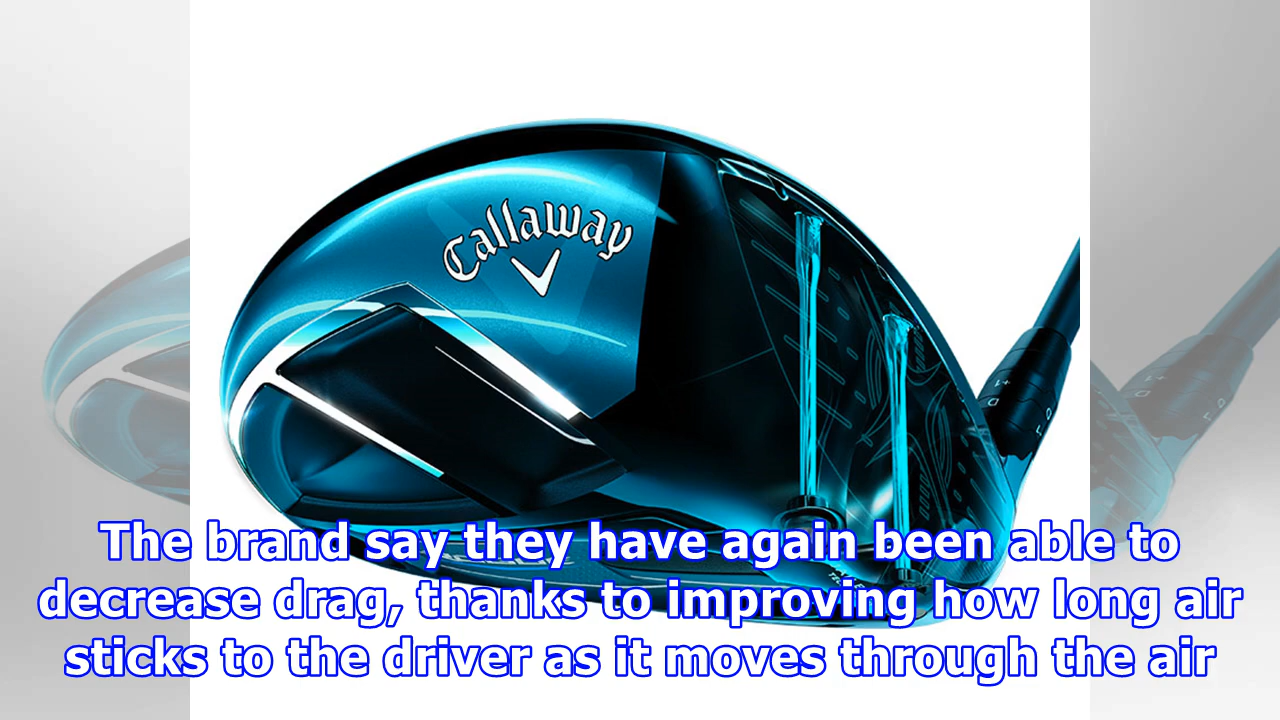 Callaway
The brand say they have again been able to
decrease drag, thanks to improving how long air
sticks to the driver as it moves through the air